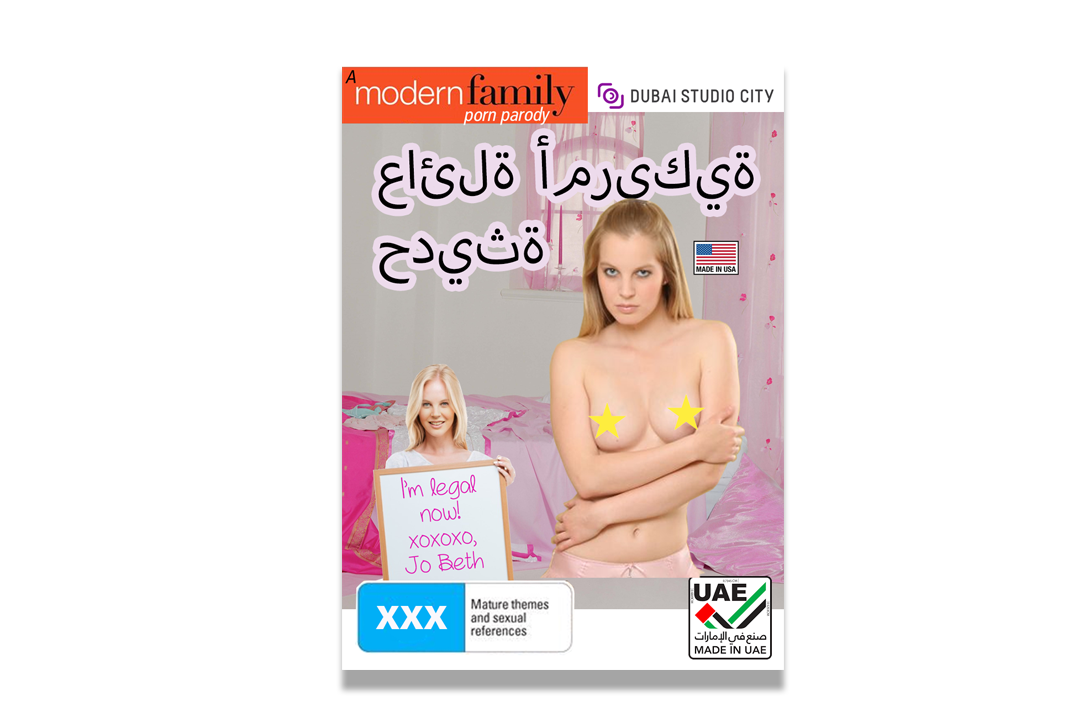 A modern family
porn parody
DUBAI STUDIO CITY
عائلة أمرىكية
حديثة
MADE IN USA
I'm legal
now!
xoxoxo,
Jo Beth
XXX
Mature themes
and sexual
references
UAE
صنع في الإمارات
MADE IN UAE